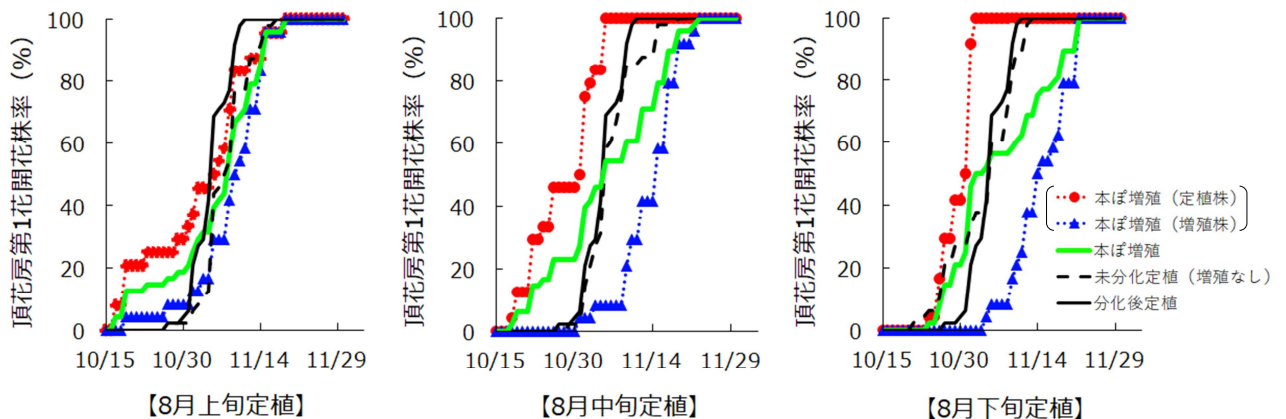 頂花房第1花開花株率(%)
100
80
60
40
20
0
10/15
10/30
11/14
11/29
【8月上旬定植】
頂花房第1花開花株率(%)
100
80
60
40
20
0
10/15
10/30
11/14
11/29
【8月中旬定植】
頂花房第1花開花株率(%)
100
80
60
40
20
0
10/15
10/30
11/14
11/29
【8月下旬定植】
本ぽ増殖(定植株)
本ぽ増殖(増殖株)
本ぽ増殖
未分化定植(増殖なし)
分化後定植